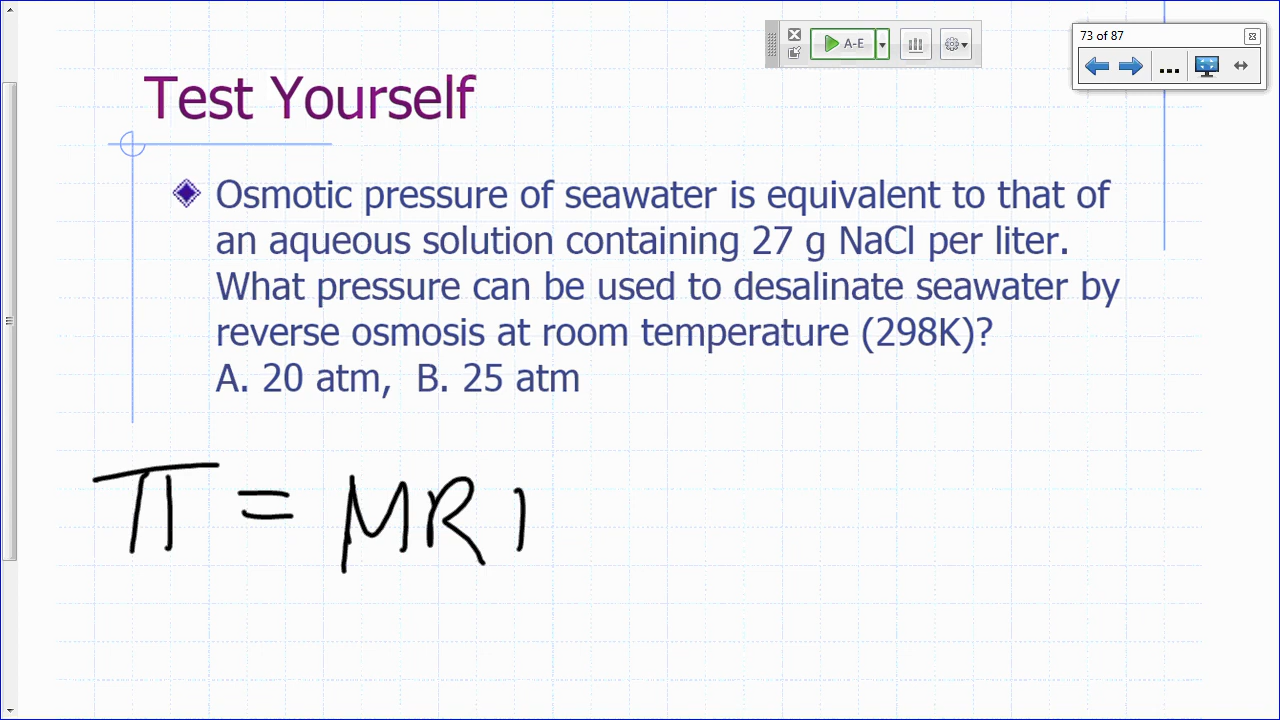 73 of 87
A-E
...
Test Yourself
Osmotic pressure of seawater is equivalent to that of
an aqueous solution containing 27 g NaCl per liter.
What pressure can be used to desalinate seawater by
reverse osmosis at room temperature (298K)?
A. 20 atm, B. 25 atm
π = MR